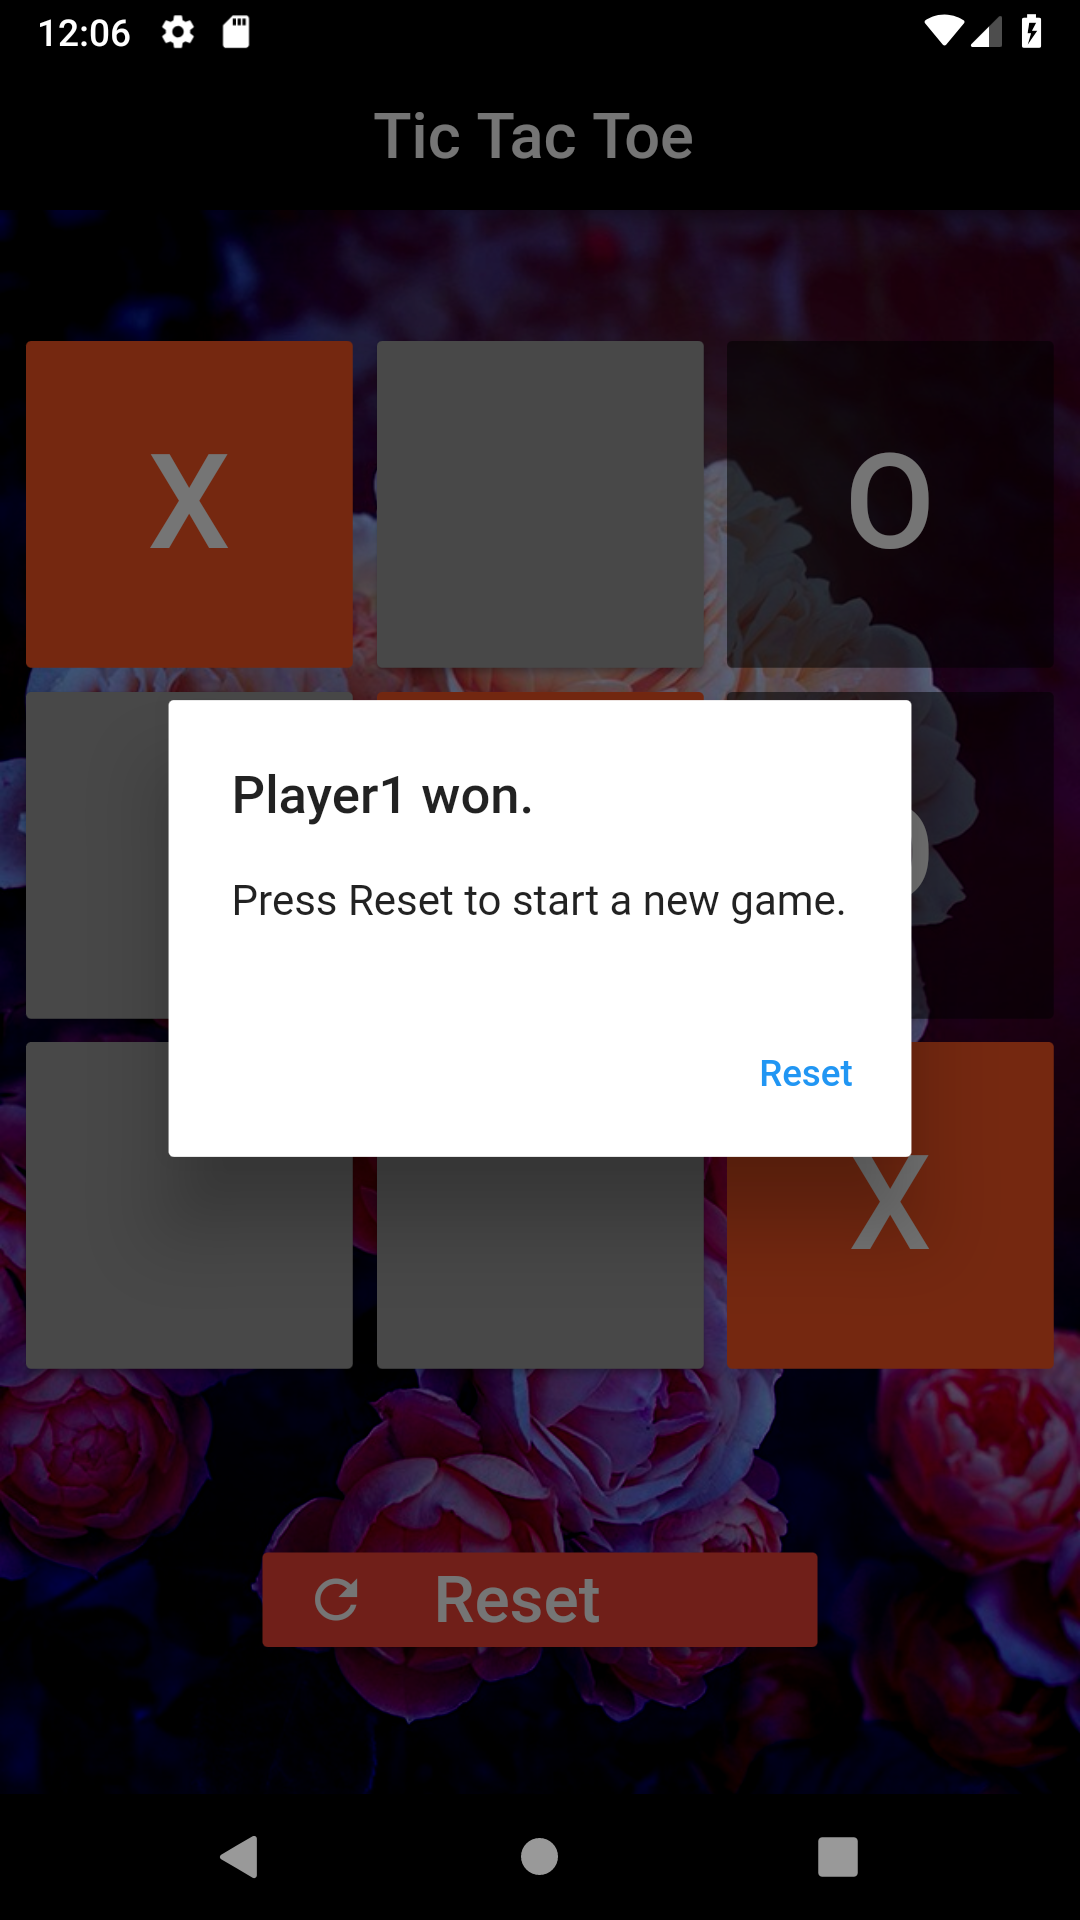 12:06
Tic Tac Toe
X O
Player1 won.
Press Reset to start a new game.
Reset
X
Reset